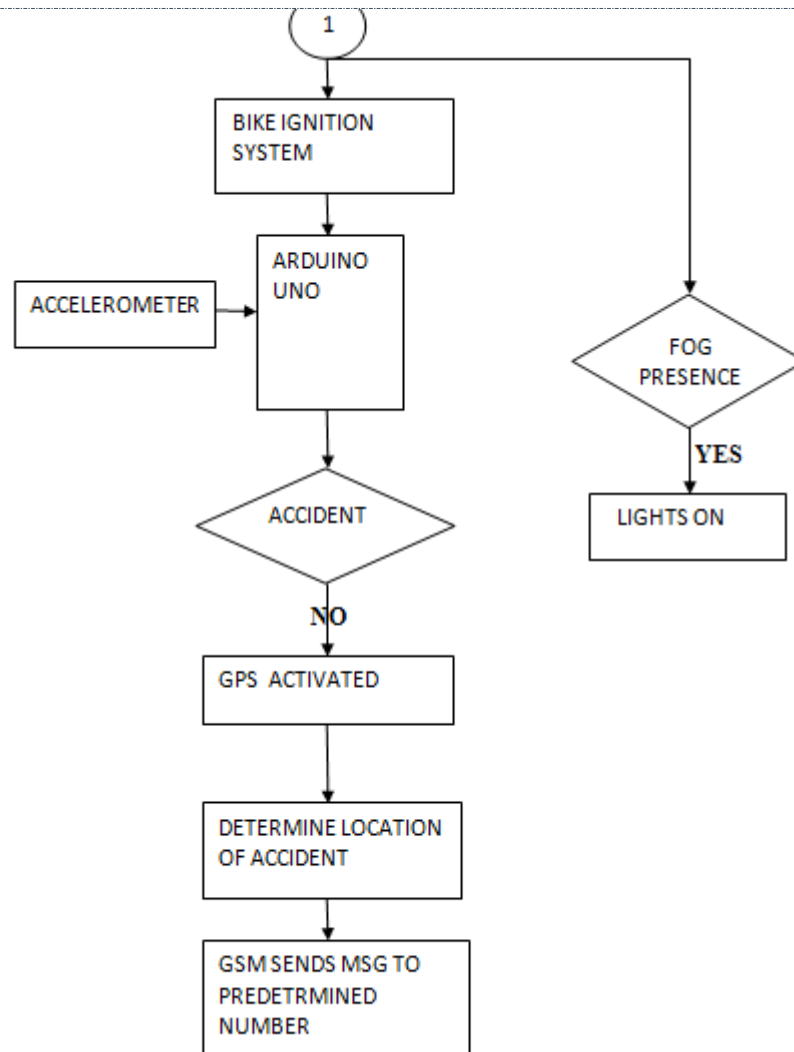 1
BIKE IGNITION
SYSTEM
ARDUINO
UNO
ACCELEROMETER
FOG
PRESENCE
YES
ACCIDENT
LIGHTS ON
NO
GPS ACTIVATED
DETERMINE LOCATION
OF ACCIDENT
GSM SENDS MSG TO
PREDETRMINED
NUMBER